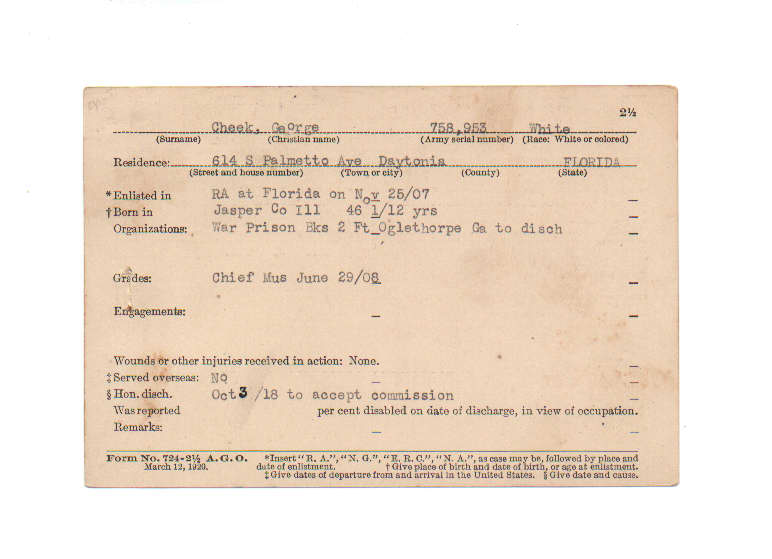 2½
Cheek, George 758,953 White
(Surname) (Christian name) (Army serial number) (Race: White or colored)
Residence: 614 S Palmetto Ave Daytonia FLORIDA
(Street and house number) (Town or city) (County) (State)
*Enlisted in RA at Florida on Nov 25/07
†Born in Jasper Co Ill 46 1/12 yrs
Organizations: War Prison Bks 2 Ft Oglethorpe Ga to disch
Grades: Chief Mus June 29/08
Engagements:
Wounds or other injuries received in action: None.
‡Served overseas: No
§Hon. disch. Oct 3 /18 to accept commission
Was reported per cent disabled on date of discharge, in view of occupation.
Remarks:
Form No. 724-2½ A. G. O. *Insert "R. A.", "N. G.", "E. R. C.", "N. A.", as case may be, followed by place and
March 12, 1920. date of enlistment. †Give place of birth and date of birth, or age at enlistment.
‡Give dates of departure from and arrival in the United States. §Give date and cause.